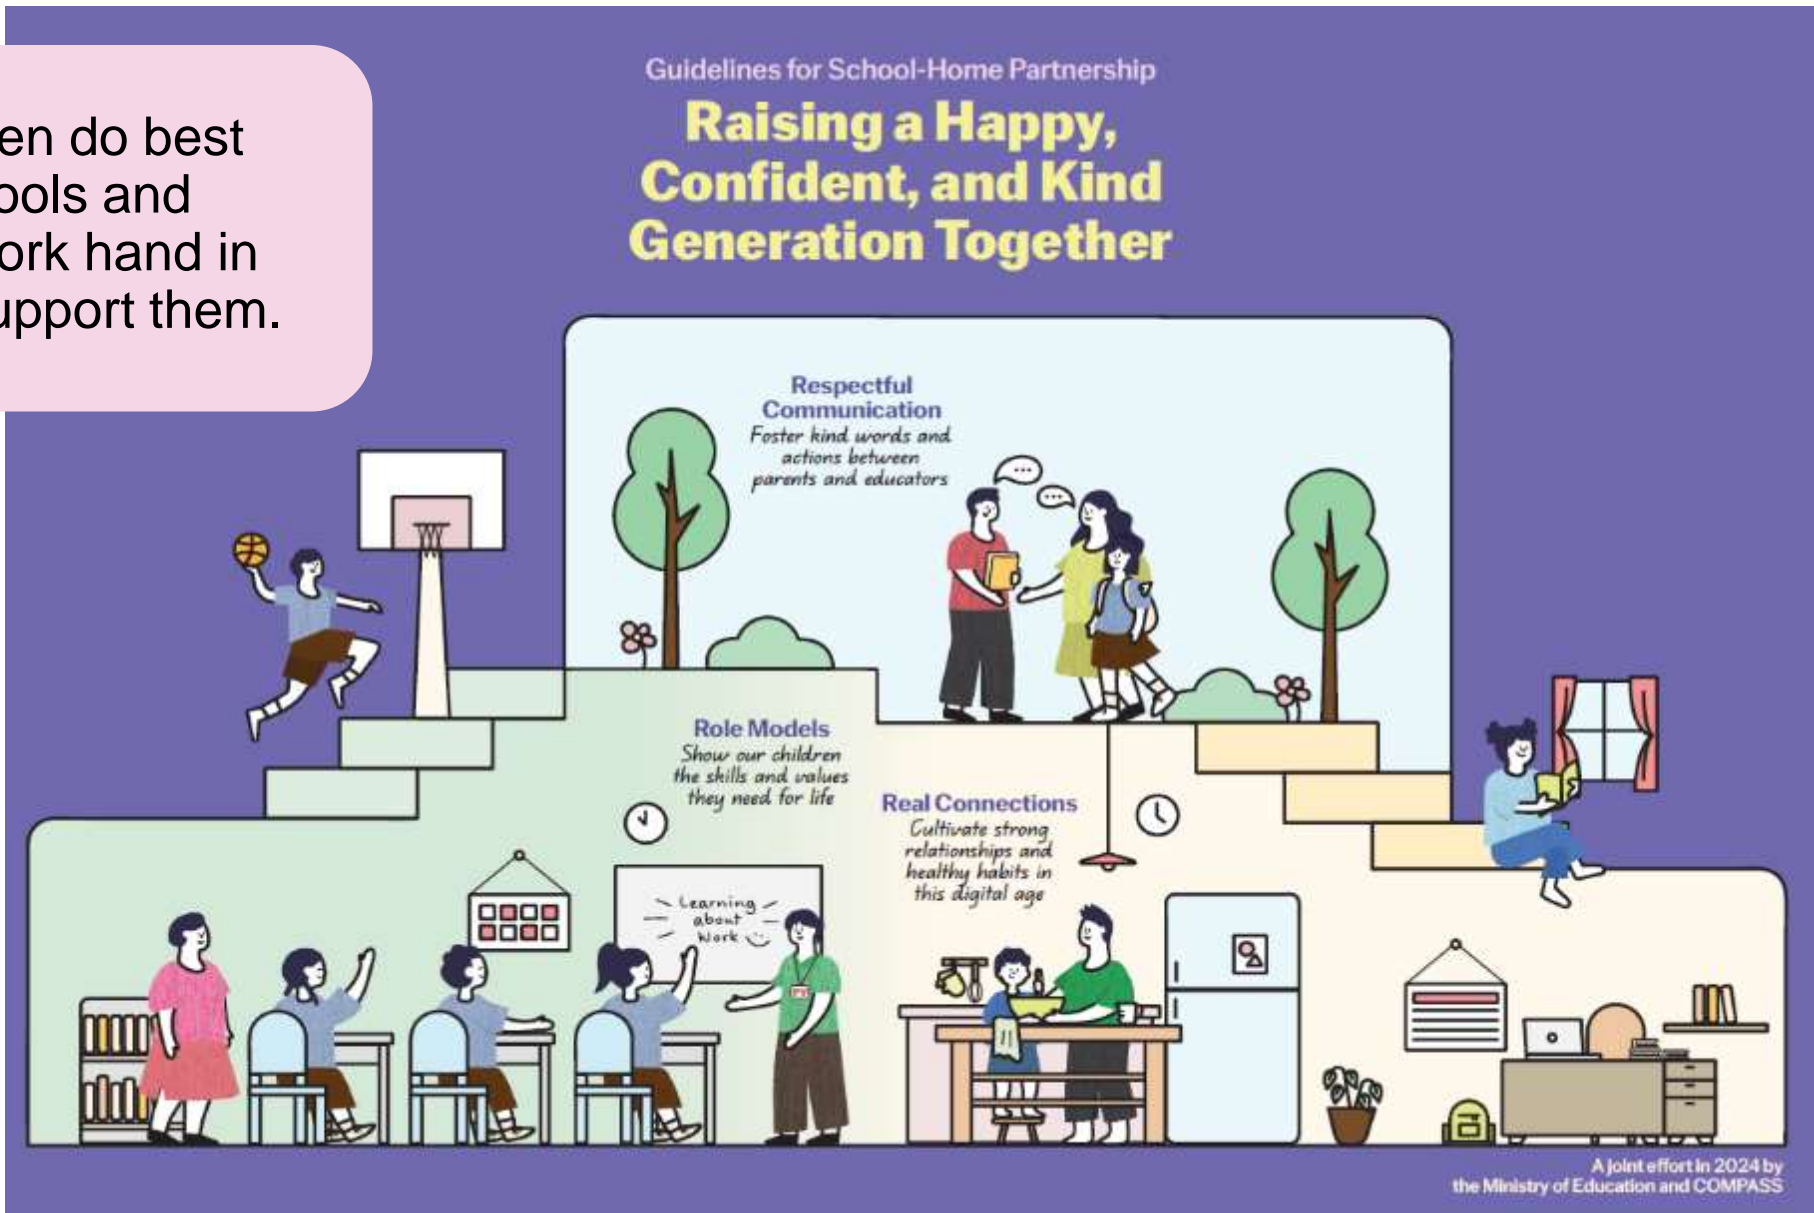 en do best
ools and
ork hand in
upport them.
Guidelines for School-Home Partnership
Raising a Happy,
Confident, and Kind
Generation Together
Respectful
Communication
Foster kind words and
actions between
parents and educators
Role Models
Show our children
the skills and values
they need for life
Real Connections
Cultivate strong
relationships and
healthy habits in
this digital age
Learning
about
Work
A joint effort in 2024 by
the Ministry of Education and COMPASS